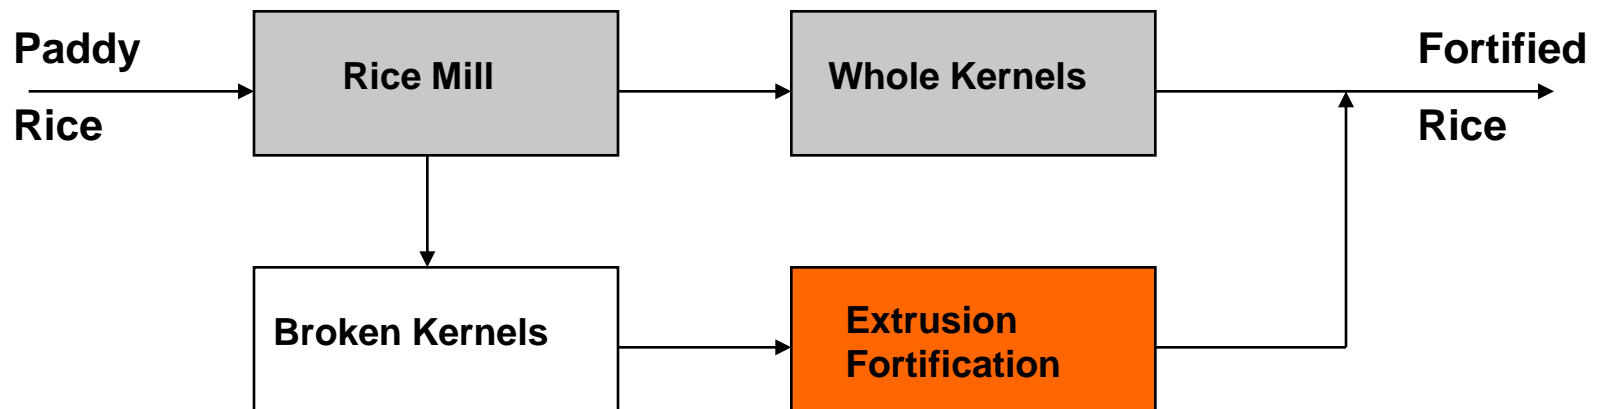 Paddy
Rice
Rice Mill
Whole Kernels
Fortified
Rice
Broken Kernels
Extrusion
Fortification